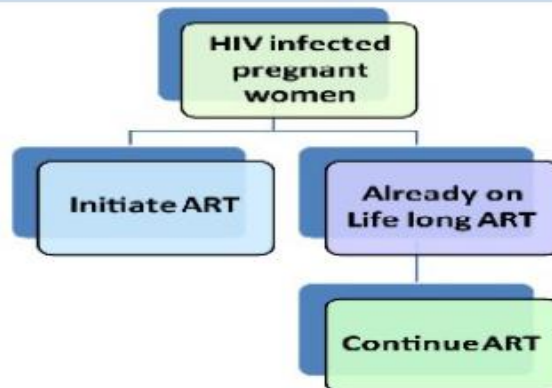 HIV infected
pregnant
women
Initiate ART
Already on
Life long ART
Continue ART